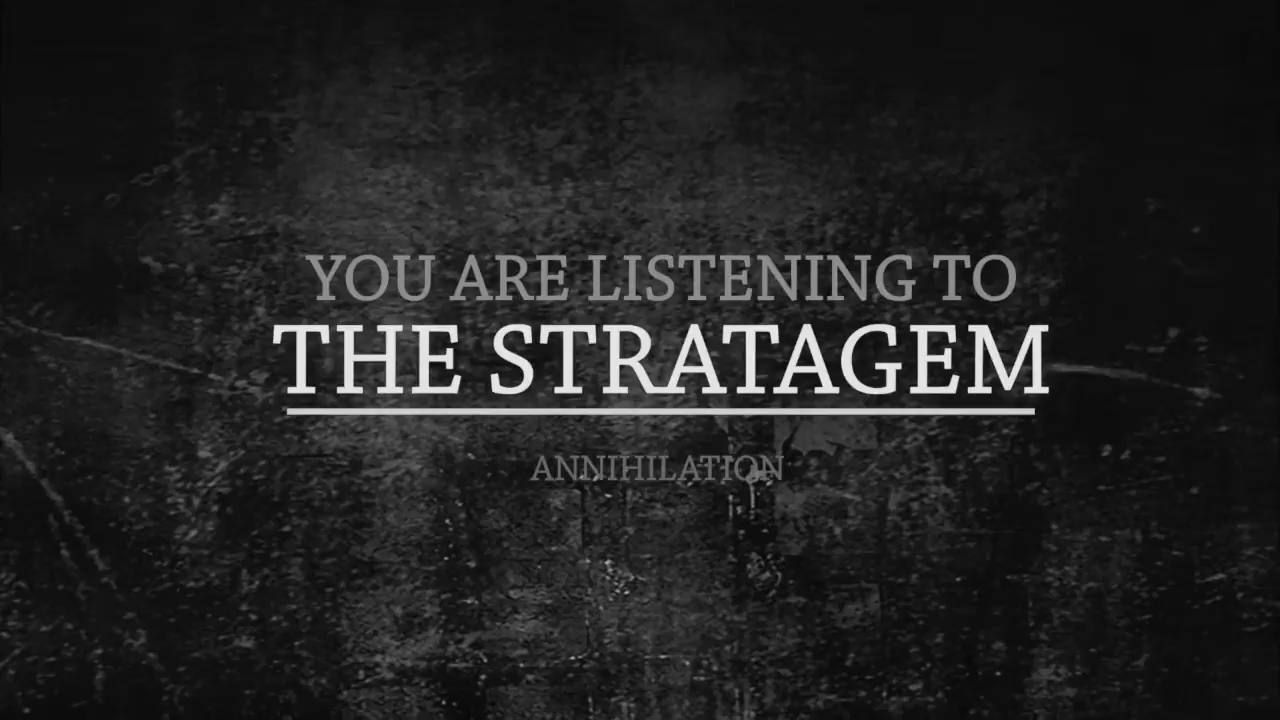 YOU ARE LISTENING TO
THE STRATAGEM
ANNIHILATION